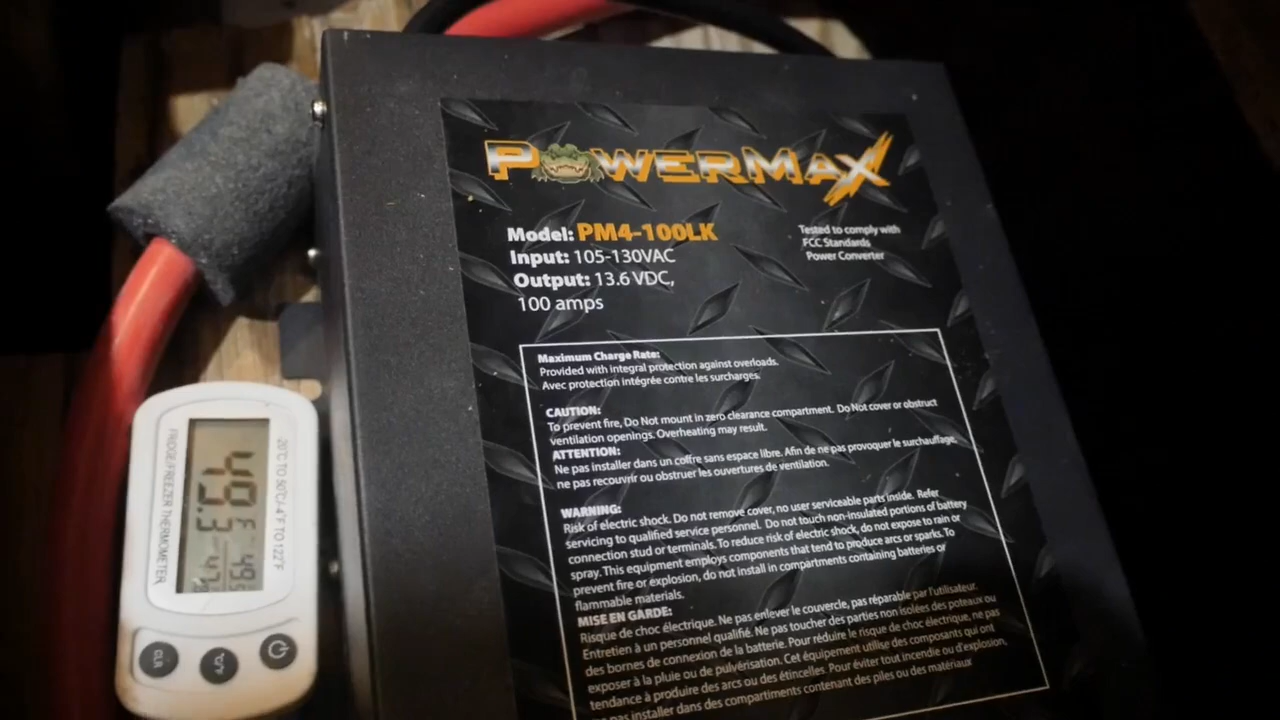 POWERMAX
Model: PM4-100LK
Input: 105-130VAC
Output: 13.6 VDC,
100 amps
Tested to comply with
FCC Standards
Power Converter
Maximum Charge Rate:
Provided with integral protection against overloads.
Avec protection intégrée contre les surcharges.
CAUTION:
To prevent fire, Do Not mount in zero clearance compartment. Do Not cover or obstruct
ventilation openings. Overheating may result.
ATTENTION:
Ne pas installer dans un coffre sans espace libre. Afin de ne pas provoquer le surchauffage,
ne pas recouvrir ou obstruer les ouvertures de ventilation.
WARNING:
Risk of electric shock. Do not remove cover, no user serviceable parts inside. Refer
servicing to qualified service personnel. Do not touch non-insulated portions of battery
connection stud or terminals. To reduce risk of electric shock, do not expose to rain or
spray. This equipment employs components that tend to produce arcs or sparks. To
prevent fire or explosion, do not install in compartments containing batteries or
flammable materials.
MISE EN GARDE:
Risque de choc électrique. Ne pas enlever le couvercle, pas réparable par l'utilisateur.
Entretien à un personnel qualifié. Ne pas toucher des parties non isolées des poteaux ou
des bornes de connexion de la batterie. Pour réduire le risque de choc électrique, ne pas
exposer à la pluie ou de pulvérisation. Cet équipement utilise des composants qui ont
tendance à produire des arcs ou des étincelles. Pour éviter tout incendie ou d'explosion,
ne pas installer dans des compartiments contenant des piles ou des matériaux
20°C TO 50°C/-4°F TO 122°F
FRIDGE/FREEZER THERMOMETER
CLR
°C/°F